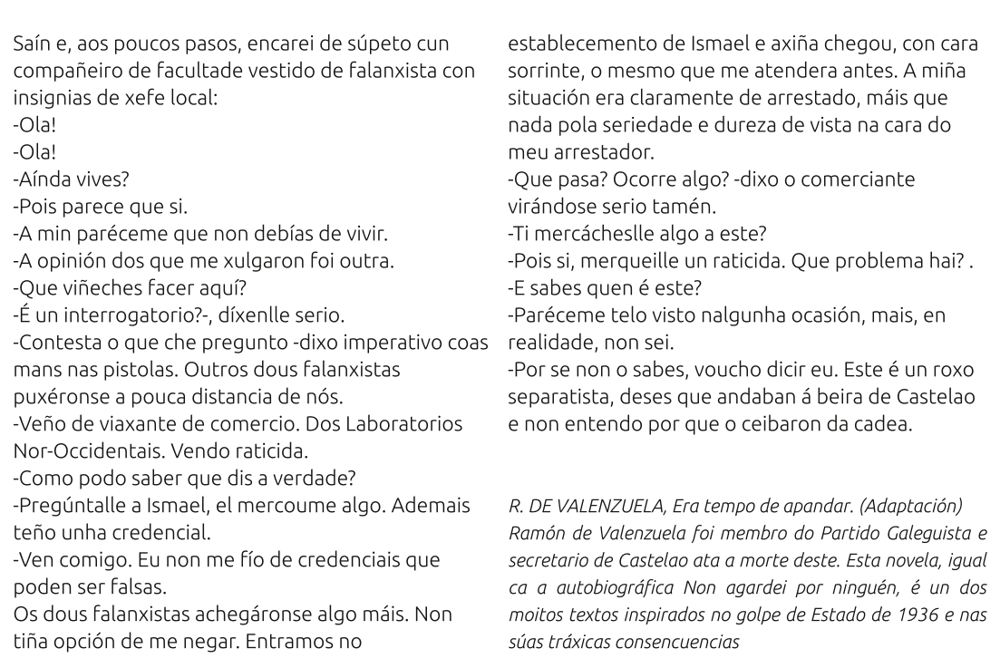 Saín e, aos poucos pasos, encarei de súpeto cun
compañeiro de facultade vestido de falanxista con
insignias de xefe local:
-Ola!
-Ola!
-Aínda vives?
-Pois parece que si.
-A min paréceme que non debías de vivir.
-A opinión dos que me xulgaron foi outra.
-Que viñeches facer aquí?
-É un interrogatorio?-, díxenlle serio.
-Contesta o que che pregunto -dixo imperativo coas
mans nas pistolas. Outros dous falanxistas
puxéronse a pouca distancia de nós.
-Veño de viaxante de comercio. Dos Laboratorios
Nor-Occidentais. Vendo raticida.
-Como podo saber que dis a verdade?
-Pregúntalle a Ismael, el mercoume algo. Ademais
teño unha credencial.
-Ven comigo. Eu non me fío de credenciais que
poden ser falsas.
Os dous falanxistas achegáronse algo máis. Non
tiña opción de me negar. Entramos no
establecemento de Ismael e axiña chegou, con cara
sorrinte, o mesmo que me atendera antes. A miña
situación era claramente de arrestado, máis que
nada pola seriedade e dureza de vista na cara do
meu arrestador.
-Que pasa? Ocorre algo? -dixo o comerciante
virándose serio tamén.
-Ti mercácheslle algo a este?
-Pois si, merqueille un raticida. Que problema hai? .
-E sabes quen é este?
-Paréceme telo visto nalgunha ocasión, mais, en
realidade, non sei.
-Por se non o sabes, voucho dicir eu. Este é un roxo
separatista, deses que andaban á beira de Castelao
e non entendo por que o ceibaron da cadea.
R. DE VALENZUELA, Era tempo de apandar. (Adaptación)
Ramón de Valenzuela foi membro do Partido Galeguista e
secretario de Castelao ata a morte deste. Esta novela, igual
ca a autobiográfica Non agardei por ninguén, é un dos
moitos textos inspirados no golpe de Estado de 1936 e nas
súas tráxicas consencuencias